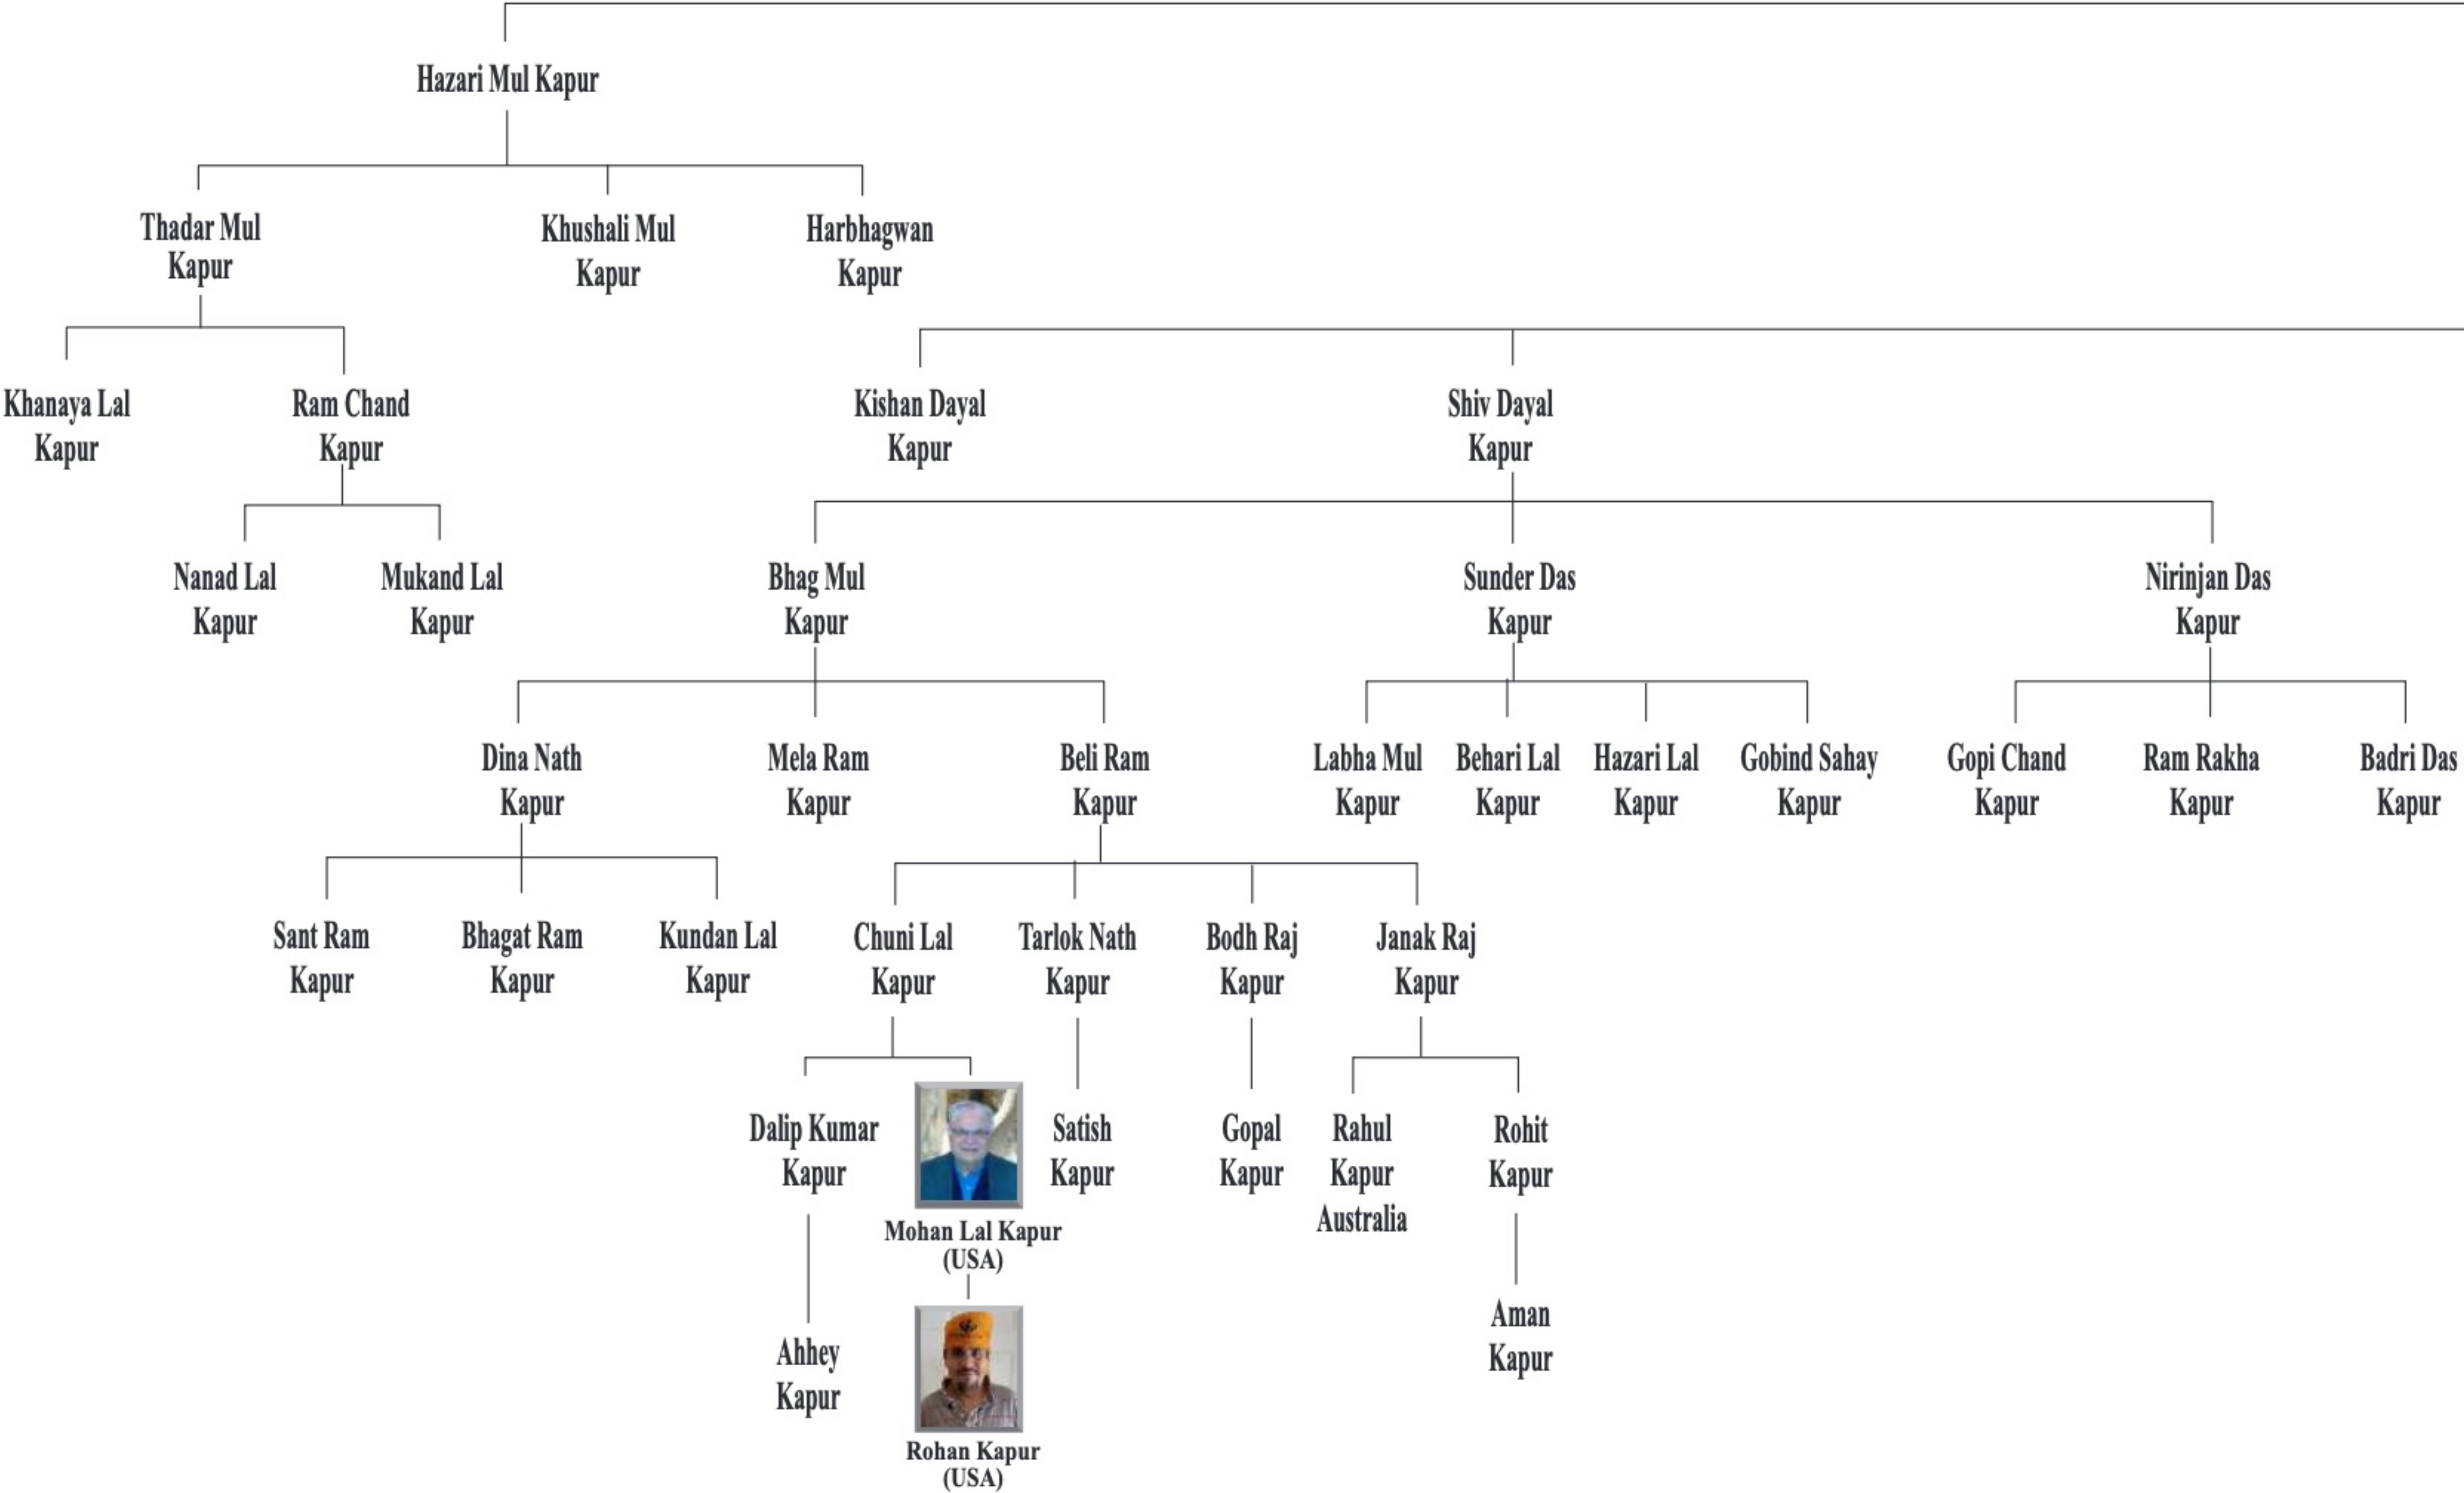 Hazari Mul Kapur
Thadar Mul
Kapur
Khushali Mul
Kapur
Harbhagwan
Kapur
Khanaya Lal
Kapur
Ram Chand
Kapur
Kishan Dayal
Kapur
Shiv Dayal
Kapur
Nanad Lal
Kapur
Mukand Lal
Kapur
Bhag Mul
Kapur
Sunder Das
Kapur
Nirinjan Das
Kapur
Dina Nath
Kapur
Mela Ram
Kapur
Beli Ram
Kapur
Labha Mul
Kapur
Behari Lal
Kapur
Hazari Lal
Kapur
Gobind Sahay
Kapur
Gopi Chand
Kapur
Ram Rakha
Kapur
Badri Das
Kapur
Sant Ram
Kapur
Bhagat Ram
Kapur
Kundan Lal
Kapur
Chuni Lal
Kapur
Tarlok Nath
Kapur
Bodh Raj
Kapur
Janak Raj
Kapur
Dalip Kumar
Kapur
Mohan Lal Kapur
(USA)
Satish
Kapur
Gopal
Kapur
Rahul
Kapur
Australia
Rohit
Kapur
Ahhey
Kapur
Rohan Kapur
(USA)
Aman
Kapur